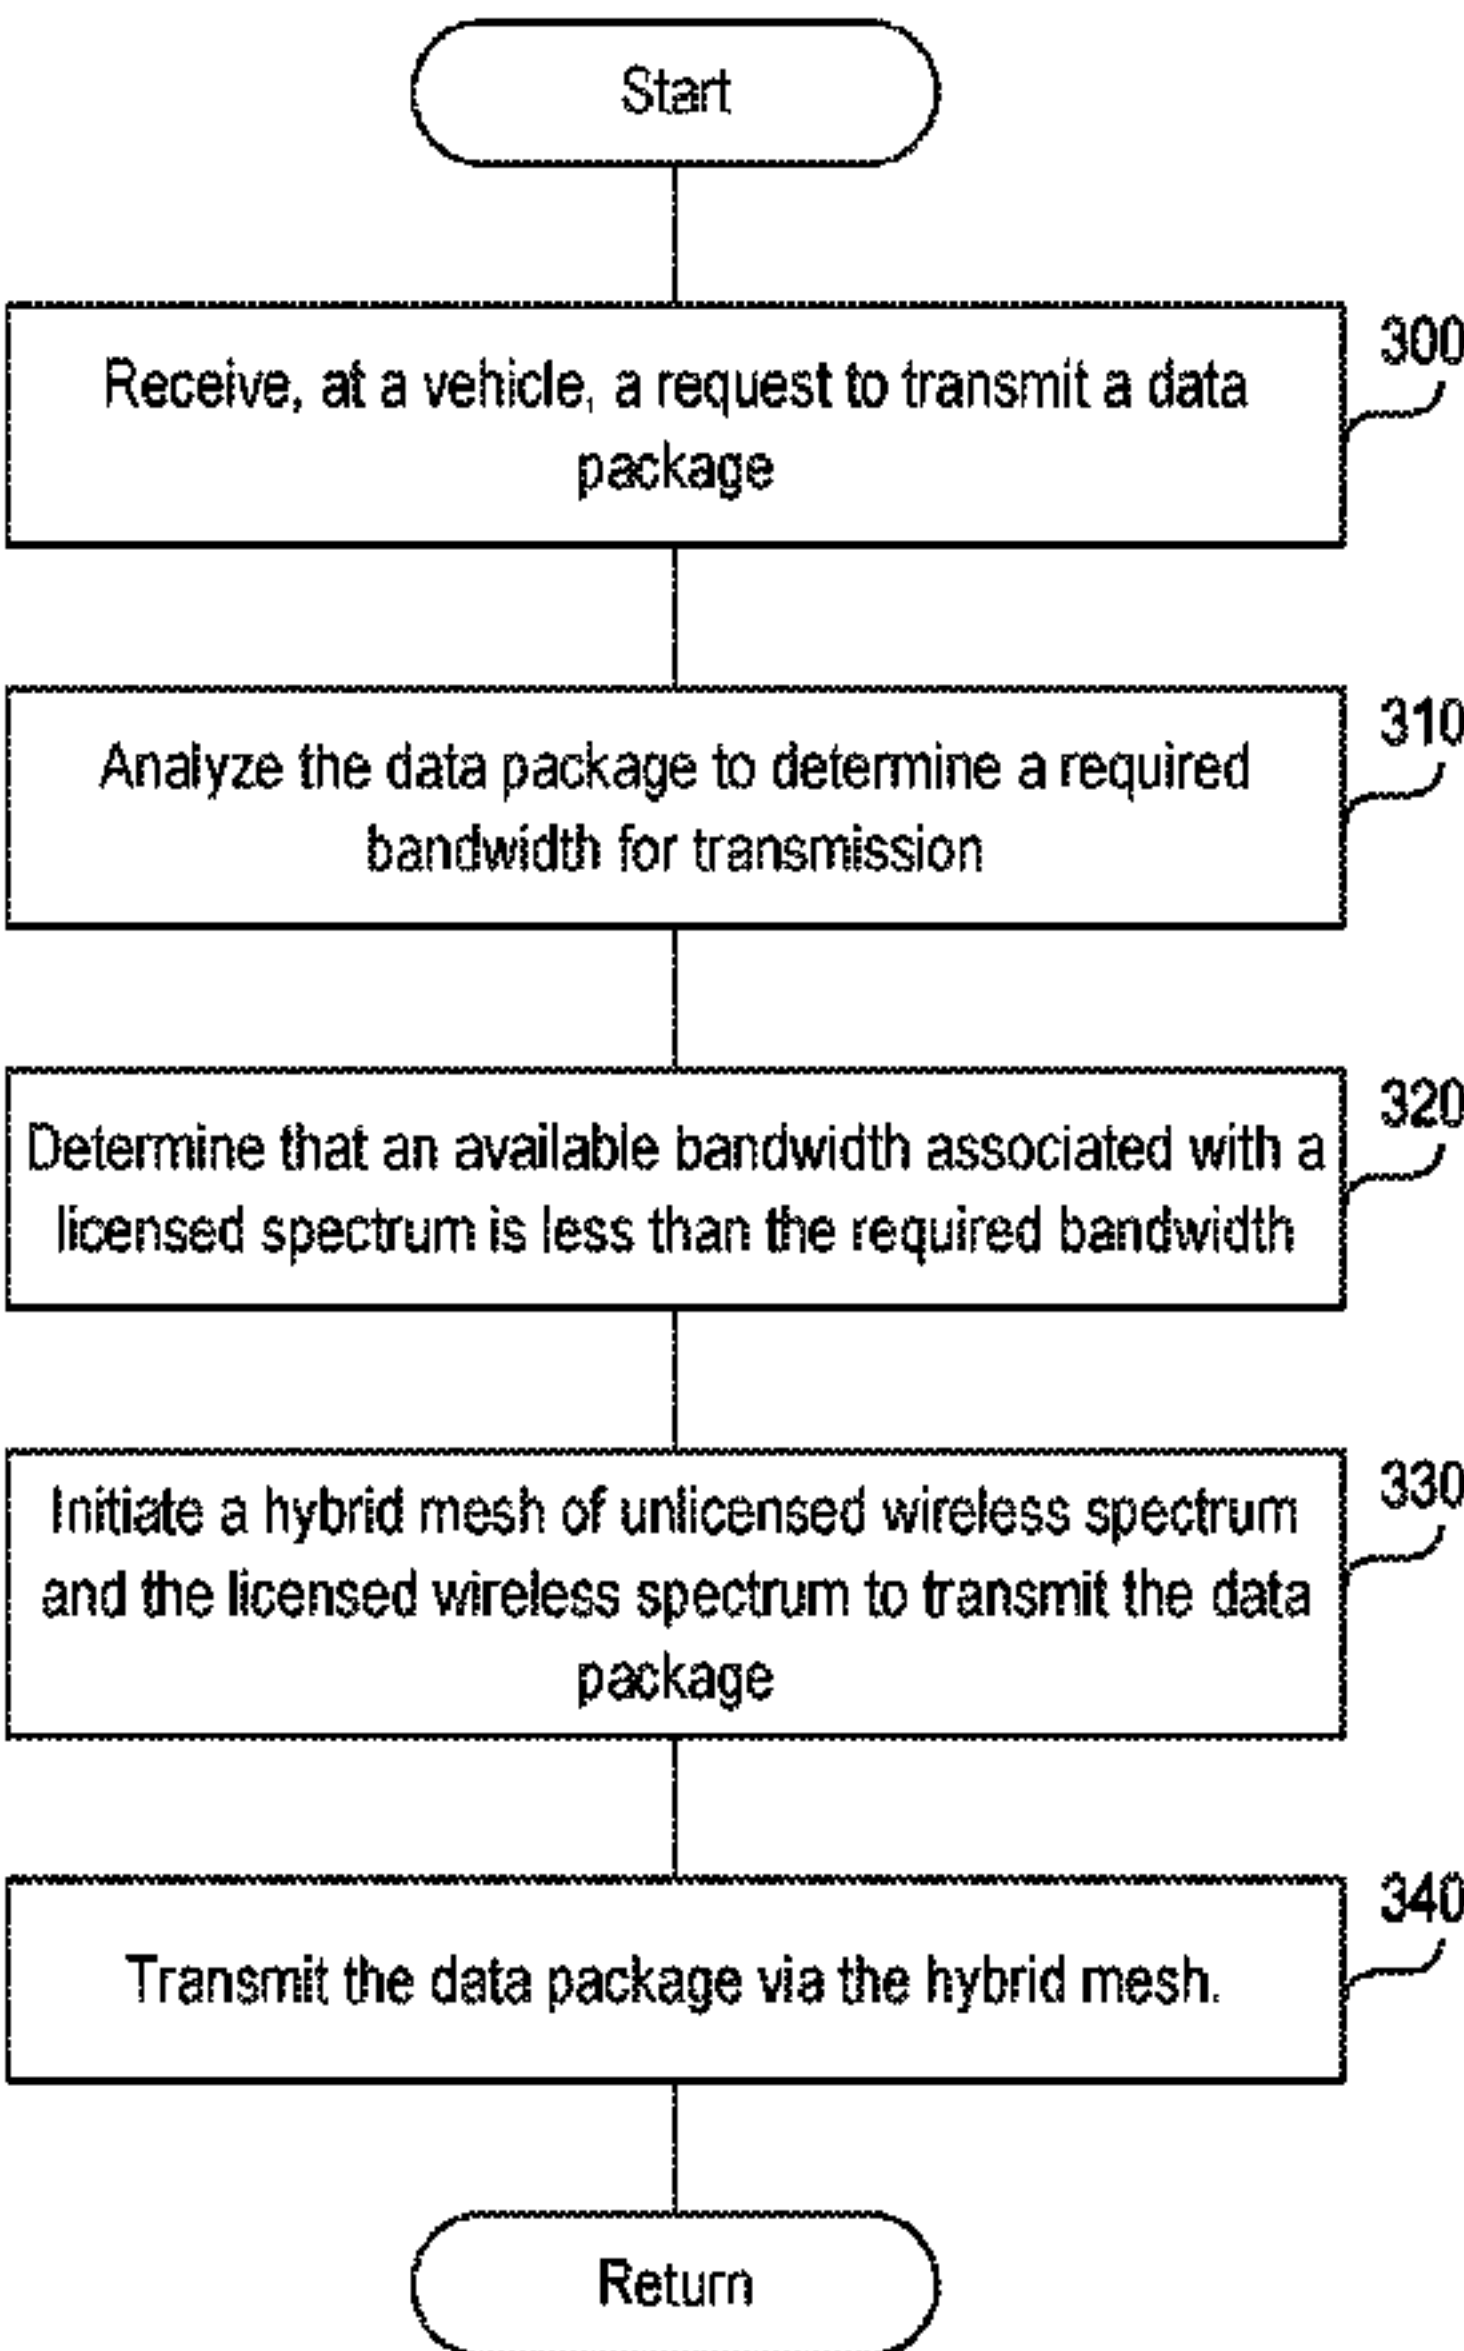 Start
300
Receive, at a vehicle, a request to transmit a data
package
310
Analyze the data package to determine a required
bandwidth for transmission
320
Determine that an available bandwidth associated with a
licensed spectrum is less than the required bandwidth
330
Initiate a hybrid mesh of unlicensed wireless spectrum
and the licensed wireless spectrum to transmit the data
package
340
Transmit the data package via the hybrid mesh.
Return